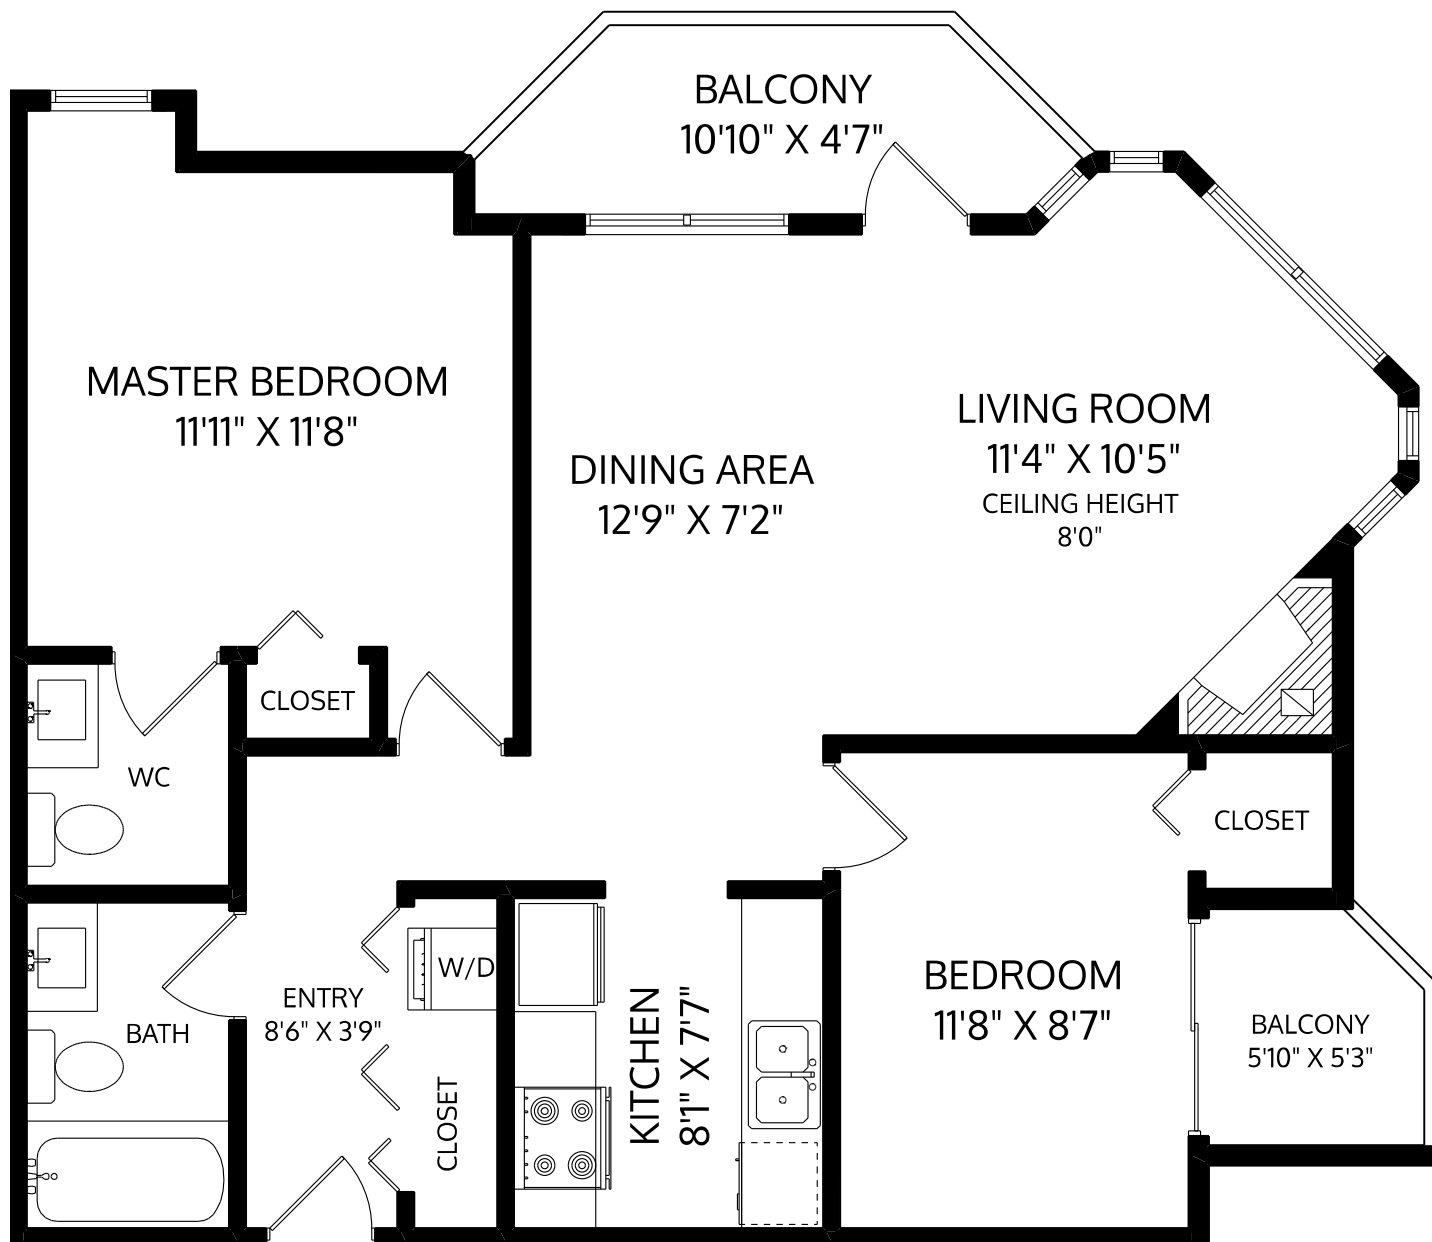 BALCONY
10'10" X 4'7"
MASTER BEDROOM
11'11" X 11'8"
LIVING ROOM
11'4" X 10'5"
CEILING HEIGHT
8'0"
DINING AREA
12'9" X 7'2"
CLOSET
WC
CLOSET
W/D
BEDROOM
11'8" X 8'7"
ENTRY
8'6" X 3'9"
BATH
KITCHEN
8'1" X 7'7"
BALCONY
5'10" X 5'3"
CLOSET